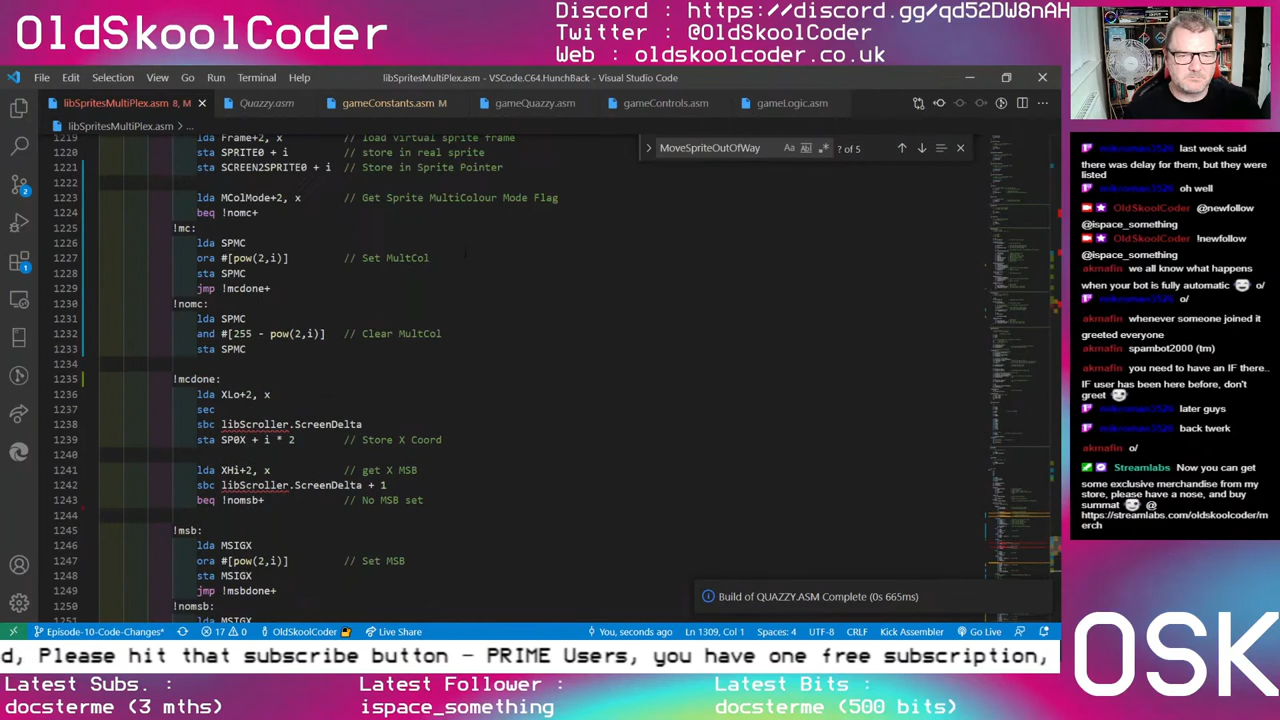 OldSkoolCoder
Discord : https://discord.gg/qd52DW8nAH
Twitter : @OldSkoolCoder
Web : oldskoolcoder.co.uk
File Edit Selection View Go Run Terminal Help
libSpritesMultiPlex.asm - VSCode.C64.HunchBack - Visual Studio Code
libSpritesMultiPlex.asm 8, M
Quazzy.asm
gameConstants.asm M
gameQuazzy.asm
gameControls.asm
gameLogic.asm
libSpritesMultiPlex.asm > ...
MoveSpriteOutOfWay
? of 5
1219 lda Frame+2, x // load virtual sprite frame
1220 sta SPRITE0 + i // store in real sprite
1221 sta SCREEN2SPRITE0 + i // Store in Sprite Pointer
1222
1223 lda MColMode+2, x // Get Sprite MultiColour Mode Flag
1224 beq !nomc+
1225 !mc:
1226 lda SPMC
1227 ora #[pow(2,i)] // Set MultCol
1228 sta SPMC
1229 jmp !mcdone+
1230 !nomc:
1231 lda SPMC
1232 and #[255 - pow(2,i)] // Clear MultCol
1233 sta SPMC
1234
1235 !mcdone:
1236 lda XLo+2, x
1237 sec
1238 sbc libScroller.ScreenDelta
1239 sta SP0X + i * 2 // Store X Coord
1240
1241 lda XHi+2, x // get X MSB
1242 sbc libScroller.ScreenDelta + 1
1243 beq !nomsb+ // No MSB set
1244
1245 !msb:
1246 lda MSIGX
1247 ora #[pow(2,i)] // Set MSB
1248 sta MSIGX
1249 jmp !msbdone+
1250 !nomsb:
1251 lda MSIGX
Build of QUAZZY.ASM Complete (0s 665ms)
Episode-10-Code-Changes* 17 0 OldSkoolCoder Live Share You, seconds ago Ln 1309, Col 1 Spaces: 4 UTF-8 CRLF Kick Assembler Go Live
d, Please hit that subscribe button - PRIME Users, you have one free subscription,
Latest Subs. :
docsterme (3 mths)
Latest Follower :
ispace_something
Latest Bits :
docsterme (500 bits)
last week said
there was delay for them, but they were
listed
oh well
OldSkoolCoder @newfollow
@ispace_something
OldSkoolCoder !newfollow
@ispace_something
akmafin we all know what happens
when your bot is fully automatic o/
o/
akmafin whenever someone joined it
greeted everyone
akmafin spambot2000 (tm)
akmafin you need to have an IF there..
IF user has been here before, don't
greet
later guys
back twerk
akmafin o/
Streamlabs Now you can get
some exclusive merchandise from my
store, please have a nose, and buy
summat @
https://streamlabs.com/oldskoolcoder/m
erch
OSK